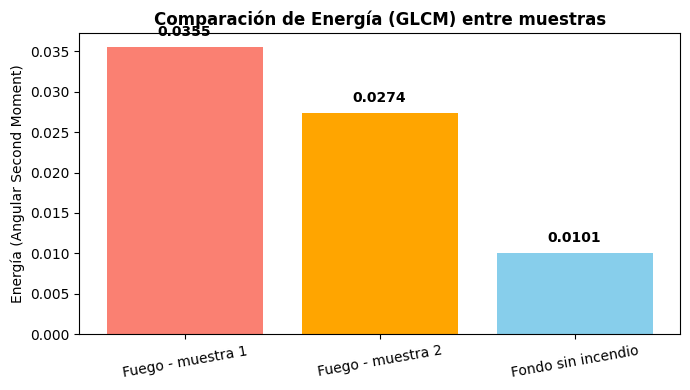 Comparación de Energía (GLCM) entre muestras
Energía (Angular Second Moment)
0.035
0.030
0.025
0.020
0.015
0.010
0.005
0.000
0.0355
0.0274
0.0101
Fuego - muestra 1
Fuego - muestra 2
Fondo sin incendio